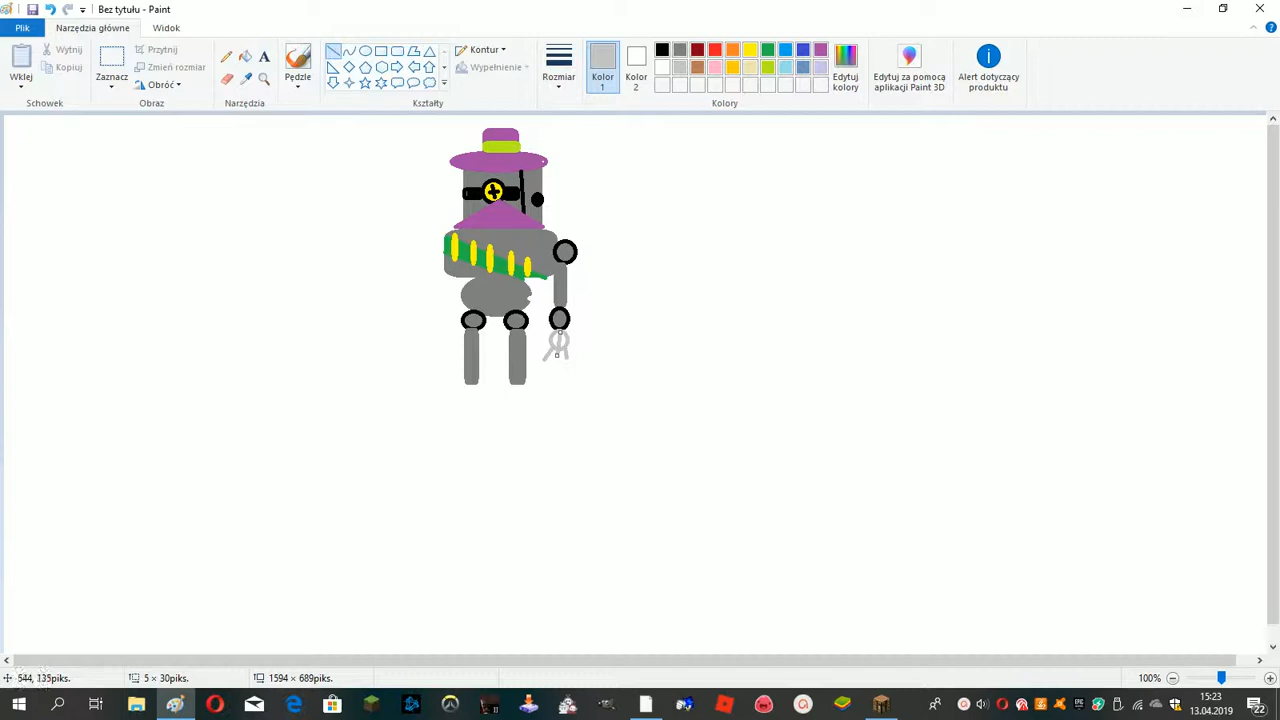 Bez tytułu - Paint
Plik Narzędzia główne Widok
Wklej
Wytnij
Kopiuj
Schowek
Zaznacz
Przytnij
Zmień rozmiar
Obróć
Obraz
A
Narzędzia
Pędzle
Kontur
Wypełnienie
Kształty
Rozmiar
Kolor 1
Kolor 2
Edytuj kolory
Kolory
Edytuj za pomocą aplikacji Paint 3D
Alert dotyczący produktu
544, 135piks. 5 × 30piks. 1594 × 689piks. 100%
15:23
13.04.2019
22